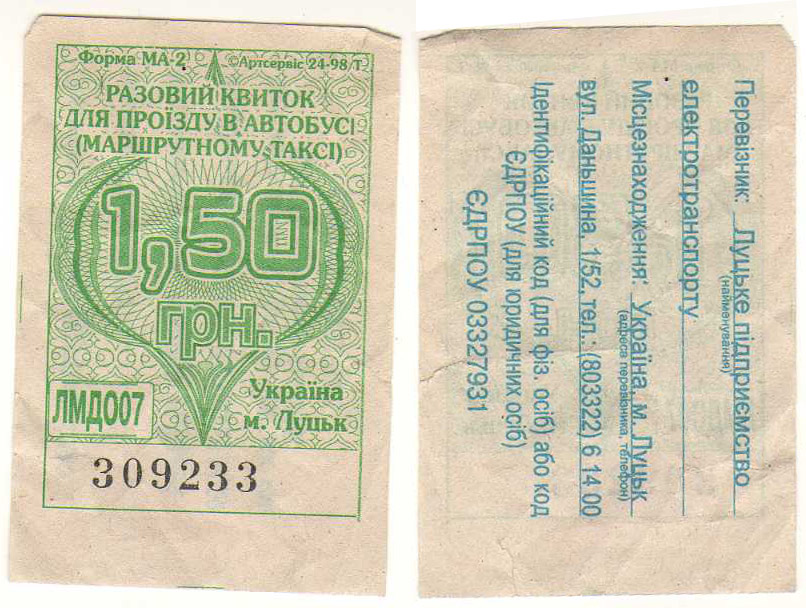 Форма МА-2 ©Артсервіс 24-98/Т
РАЗОВИЙ КВИТОК
ДЛЯ ПРОЇЗДУ В АВТОБУСІ
(МАРШРУТНОМУ ТАКСІ)
1,50
грн.
ЛМДО07
Україна
м. Луцьк
309233
Перевізник: Луцьке підприємство
(найменування)
електротранспорту
Місцезнаходження: Україна, м. Луцьк
(адреса перевізника, телефон)
вул. Даньшина, 1/52, тел.: (803322) 6 14 00
Ідентифікаційний код (для фіз. осіб) або код
ЄДРПОУ (для юридичних осіб)
ЄДРПОУ 03327931